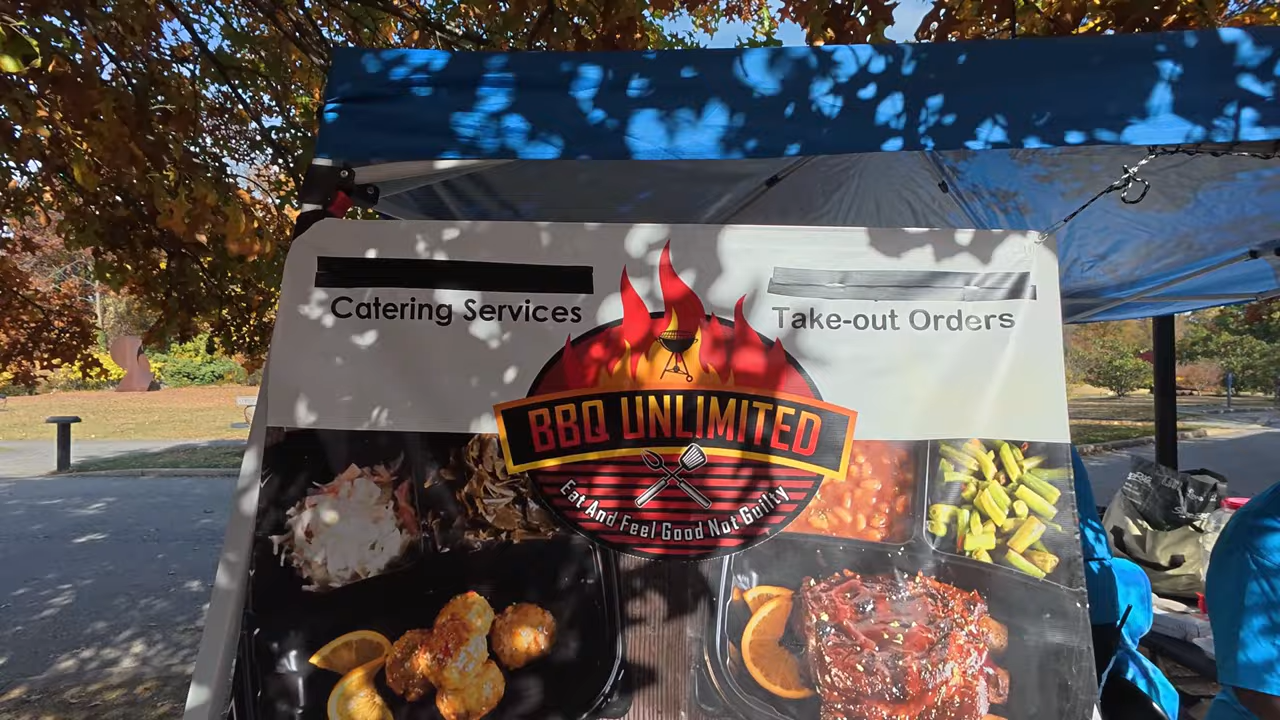 Catering Services
Take-out Orders
BBQ UNLIMITED
Eat And Feel Good Not Guilty